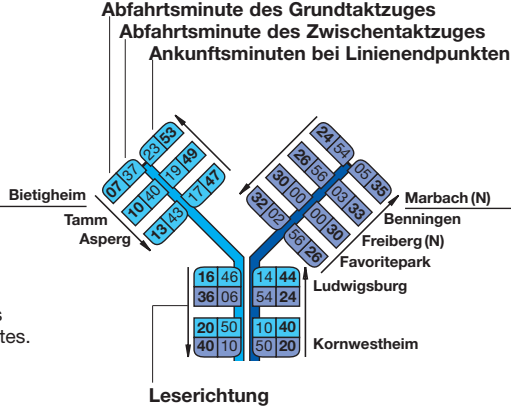 Abfahrtsminute des Grundtaktzuges
Abfahrtsminute des Zwischentaktzuges
Ankunftsminuten bei Linienendpunkten
23 53
07 37
19 49
10 40
17 47
13 43
24 54
26 56
30 00
32 02
05 35
03 33
00 30
56 26
Bietigheim
Tamm
Asperg
Marbach (N)
Benningen
Freiberg (N)
Favoritepark
16 46 14 44
36 06 54 24
Ludwigsburg
20 50 10 40
40 10 50 20
Kornwestheim
s
tes.
Leserichtung